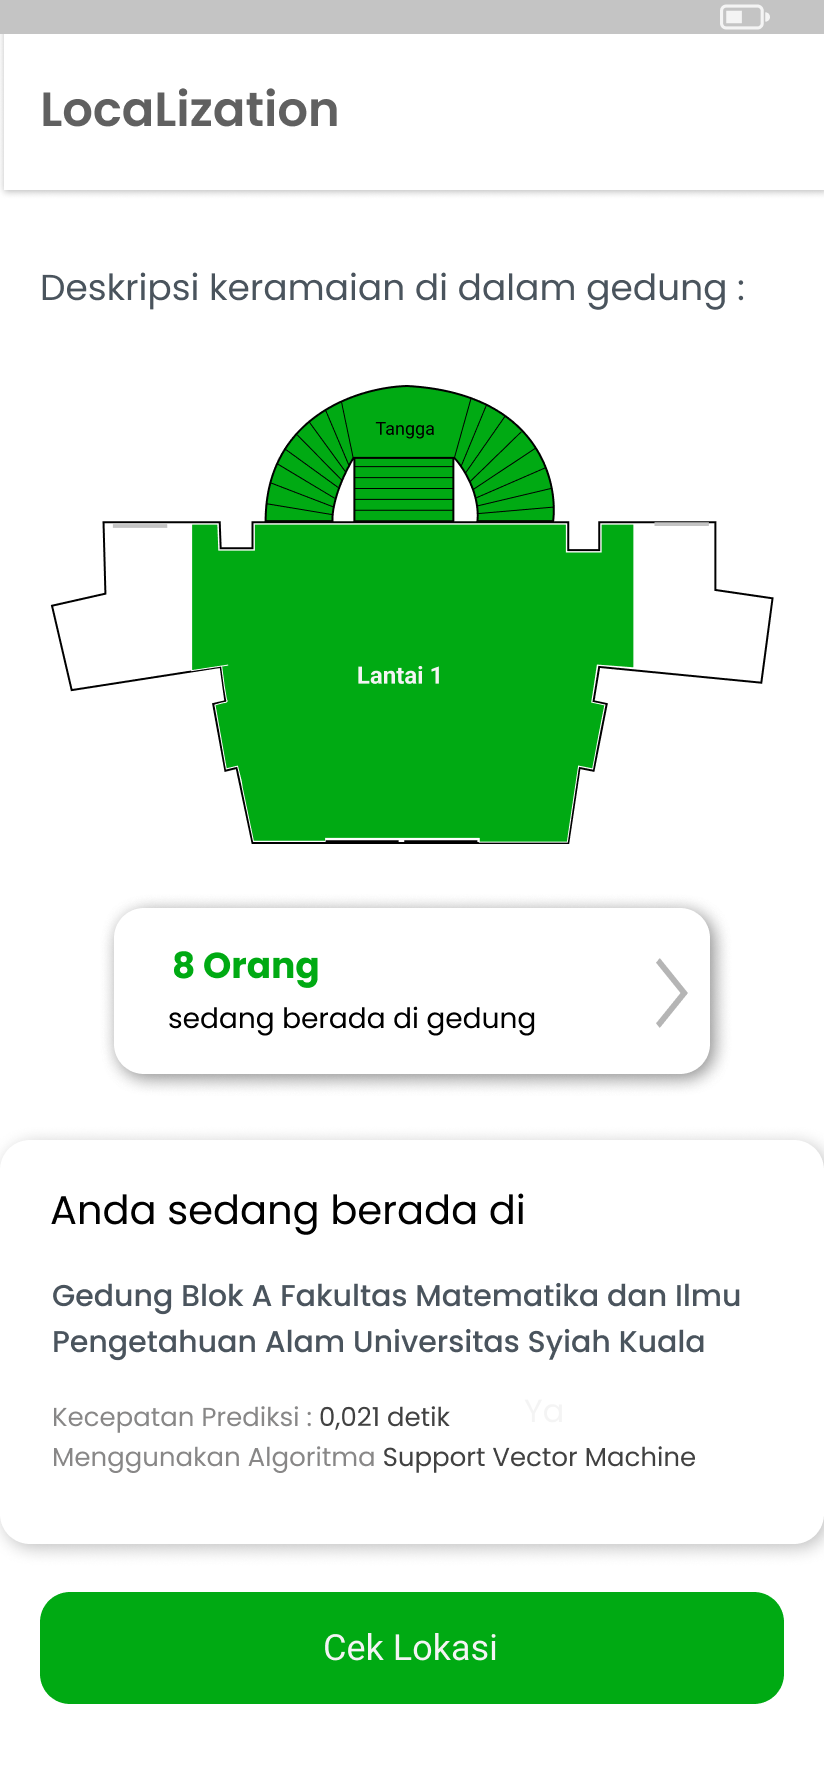 LocaLization
Deskripsi keramaian di dalam gedung :
Tangga
Lantai 1
8 Orang
sedang berada di gedung
Anda sedang berada di
Gedung Blok A Fakultas Matematika dan Ilmu
Pengetahuan Alam Universitas Syiah Kuala
Ya
Kecepatan Prediksi : 0,021 detik
Menggunakan Algoritma Support Vector Machine
Cek Lokasi